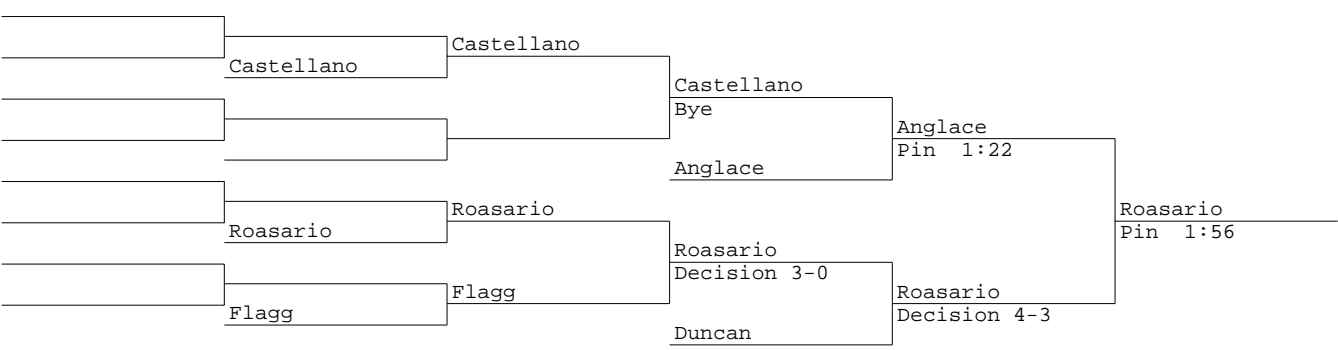 Castellano
Castellano
Castellano
Bye
Anglace
Anglace
Pin 1:22
Roasario
Roasario
Roasario
Decision 3-0
Flagg
Flagg
Duncan
Roasario
Decision 4-3
Roasario
Pin 1:56